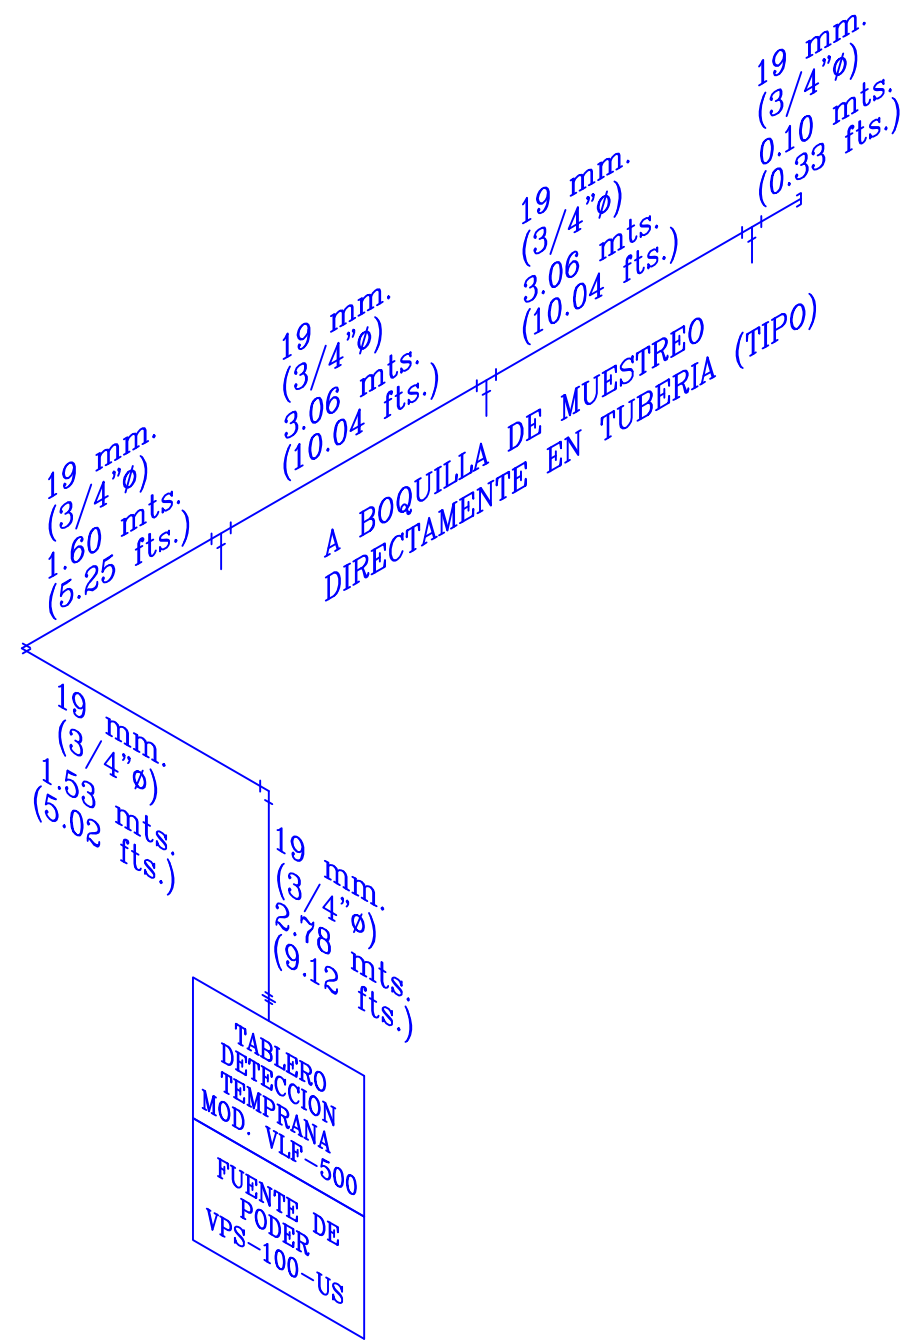 19 mm.
(3/4"ø)
0.10 mts.
(0.33 fts.)
19 mm.
(3/4"ø)
3.06 mts.
(10.04 fts.)
19 mm.
(3/4"ø)
3.06 mts.
(10.04 fts.)
19 mm.
(3/4"ø)
1.60 mts.
(5.25 fts.)
A BOQUILLA DE MUESTREO
DIRECTAMENTE EN TUBERIA (TIPO)
19 mm.
(3/4"ø)
1.53 mts.
(5.02 fts.)
19 mm.
(3/4"ø)
2.78 mts.
(9.12 fts.)
TABLERO
DETECCION
TEMPRANA
MOD. VLF-500
FUENTE DE
PODER
VPS-100-US